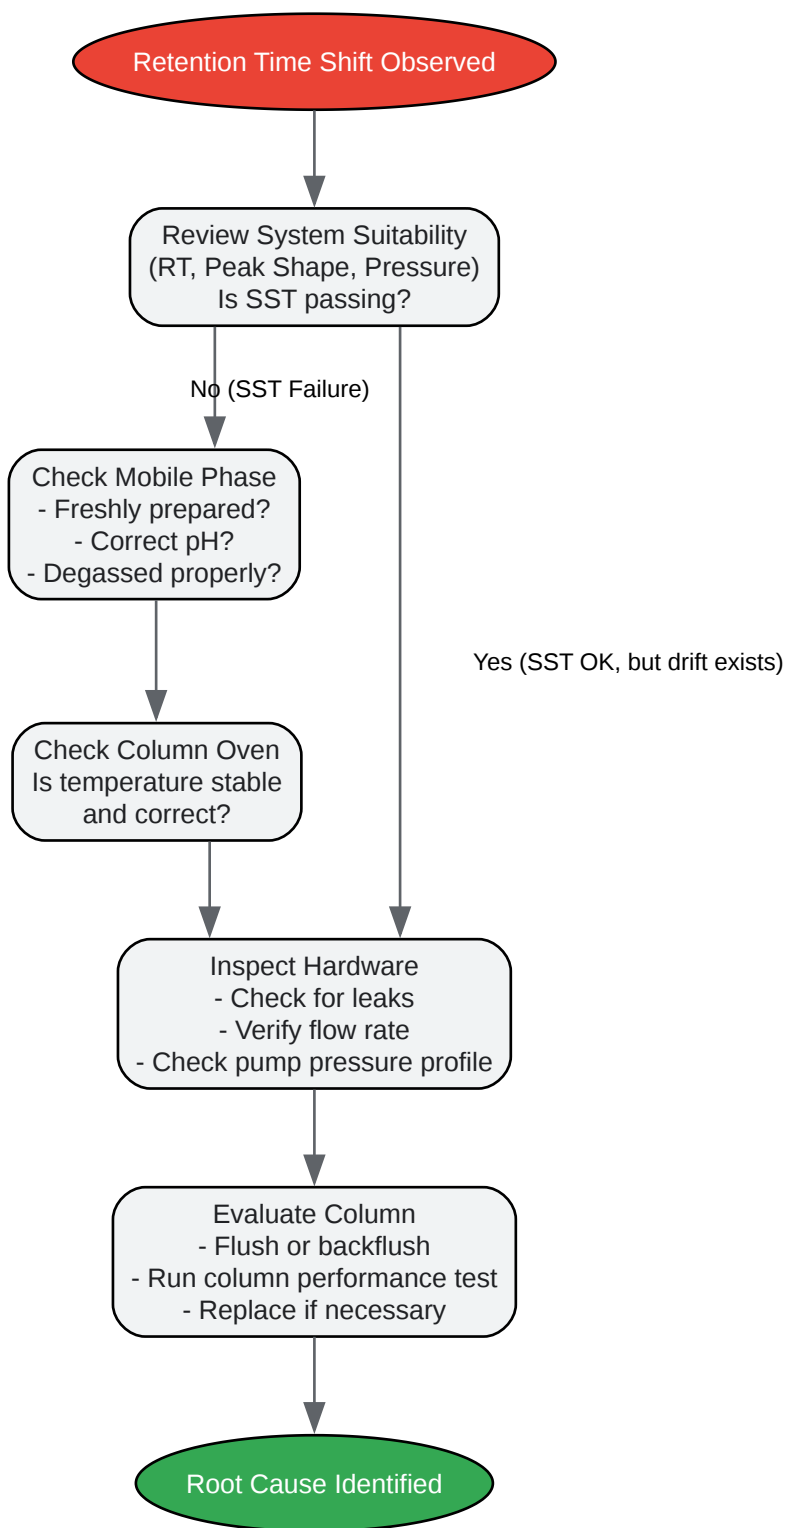 Retention Time Shift Observed
Review System Suitability
(RT, Peak Shape, Pressure)
Is SST passing?
No (SST Failure)
Check Mobile Phase
- Freshly prepared?
- Correct pH?
- Degassed properly?
Yes (SST OK, but drift exists)
Check Column Oven
Is temperature stable
and correct?
Inspect Hardware
- Check for leaks
- Verify flow rate
- Check pump pressure profile
Evaluate Column
- Flush or backflush
- Run column performance test
- Replace if necessary
Root Cause Identified